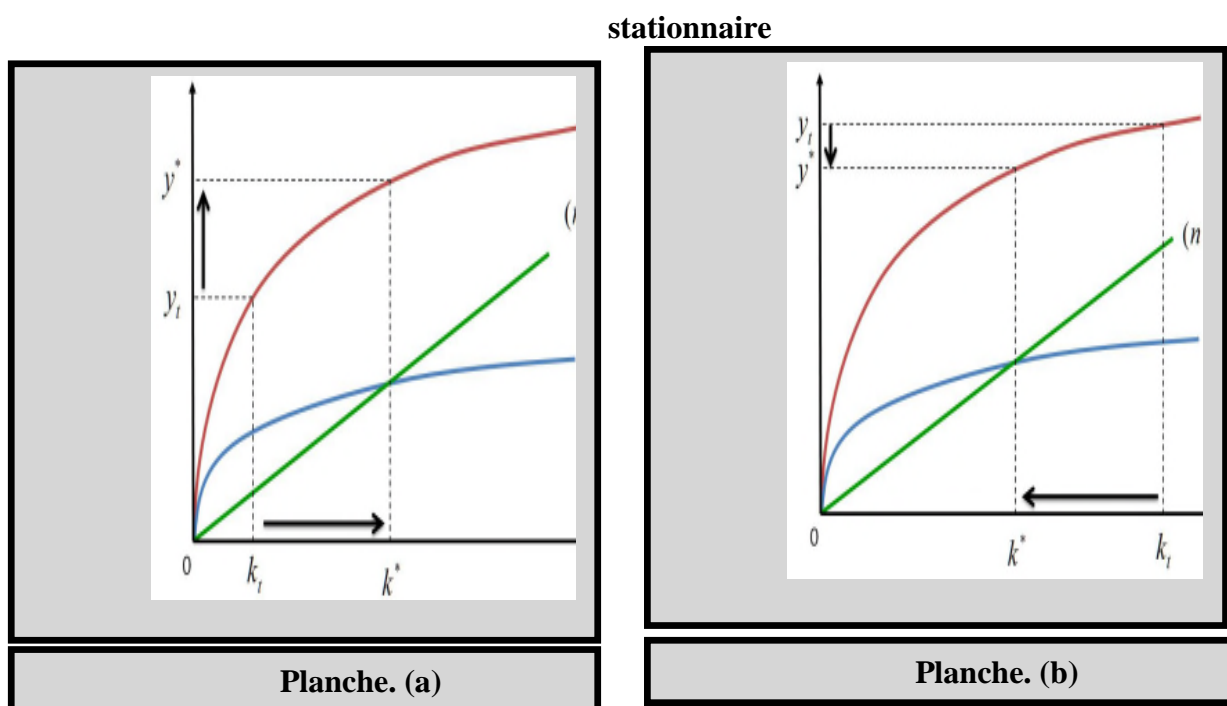 stationnaire
y*
y_t
(n
0
k_t
k*
Planche. (a)
y_t
y*
(n
0
k*
k_t
Planche. (b)